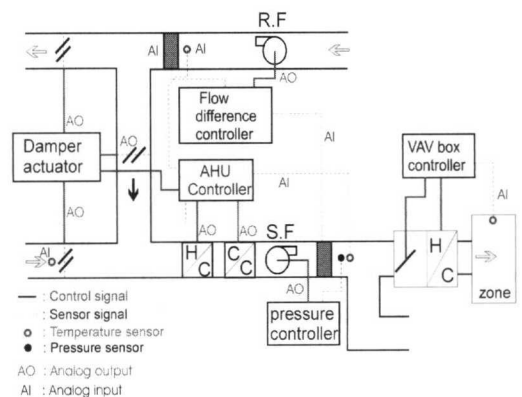 R.F
AI
AI
AO
Flow
difference
controller
AO
AO
Damper
actuator
AHU
Controller
AI
AI
VAV box
controller
AI
AO
AO
AO
S.F
AI
H
C
C
C
AO
H
C
zone
pressure
controller
: Control signal
: Sensor signal
: Temperature sensor
: Pressure sensor
AO : Analog output
AI : Analog input